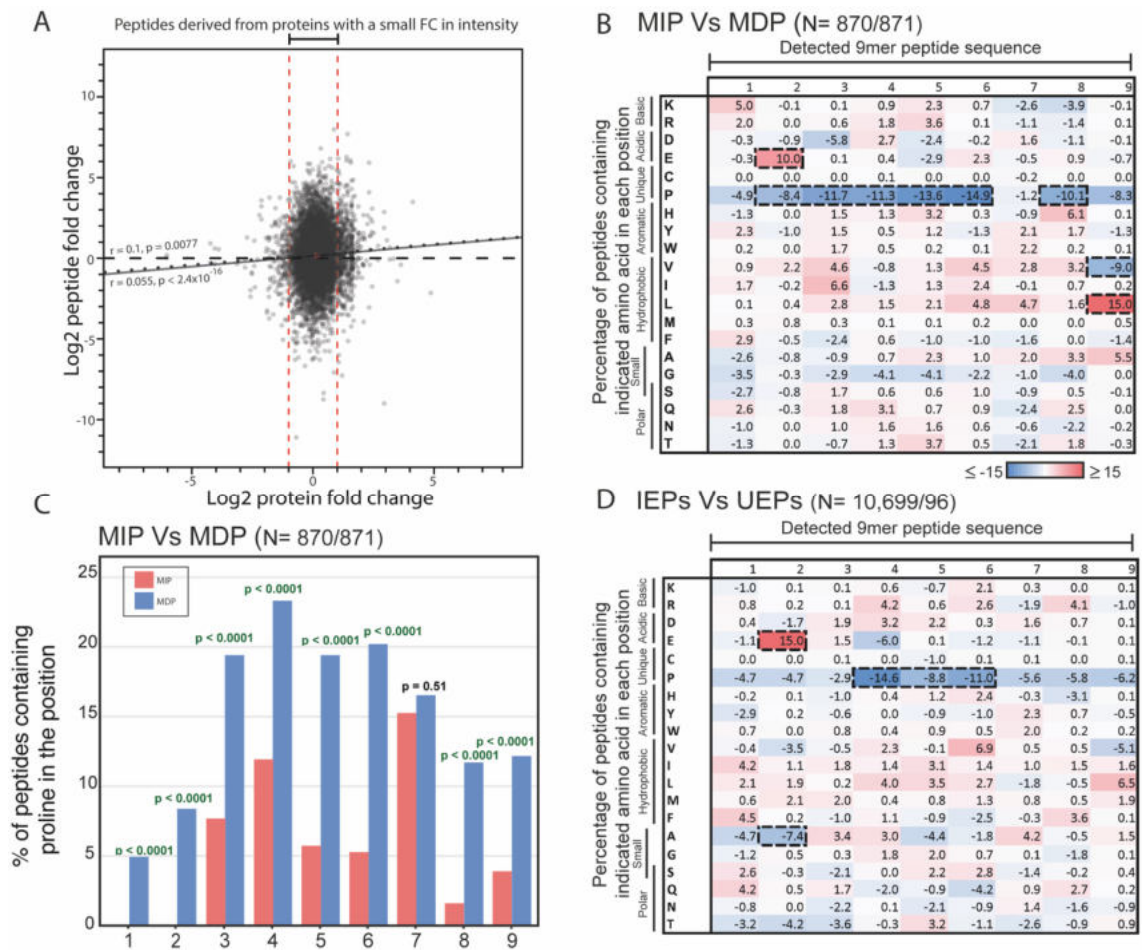 A
Peptides derived from proteins with a small FC in intensity
10
5
0
-5
-10
Log2 peptide fold change
r = 0.1, p = 0.0077
r = 0.055, p < 2.4x10^-16
-5 0 5
Log2 protein fold change
B MIP Vs MDP (N= 870/871)
Detected 9mer peptide sequence
Percentage of peptides containing
indicated amino acid in each position
Basic
Acidic
Unique
Aromatic
Hydrophobic
Small
Polar
1 2 3 4 5 6 7 8 9
K 5.0 -0.1 0.1 0.9 2.3 0.7 -2.6 -3.9 -0.1
R 2.0 0.0 0.6 1.8 3.6 0.1 -1.1 -1.4 0.1
D -0.3 -0.9 -5.8 2.7 -2.4 -0.2 1.6 -1.1 -0.1
E -0.3 10.0 0.1 0.4 -2.9 2.3 -0.5 0.9 -0.7
C 0.0 0.0 0.0 0.1 0.0 0.0 0.0 0.0 0.0
P -4.9 -8.4 -11.7 -11.3 -13.6 -14.9 -1.2 -10.1 -8.3
H -1.3 0.0 1.5 1.3 3.2 0.3 -0.9 6.1 0.1
Y 2.3 -1.0 1.5 0.5 1.2 -1.3 2.1 1.7 -1.3
W 0.2 0.0 1.7 0.5 0.2 0.1 2.2 0.2 0.1
V 0.9 2.2 4.6 -0.8 1.3 4.5 2.8 3.2 -9.0
I 1.7 -0.2 6.6 -1.3 1.3 2.4 -0.1 0.7 0.2
L 0.1 0.4 2.8 1.5 2.1 4.8 4.7 1.6 15.0
M 0.3 0.8 0.3 0.1 0.1 0.2 0.0 0.0 0.5
F 2.9 -0.5 -2.4 0.6 -1.0 -1.0 -1.6 0.0 -1.4
A -2.6 -0.8 -0.9 0.7 2.3 1.0 2.0 3.3 5.5
G -3.5 -0.3 -2.9 -4.1 -4.1 -2.2 -1.0 -4.0 0.0
S -2.7 -0.8 1.7 0.6 0.6 1.0 -0.9 0.5 -0.1
Q 2.6 -0.3 1.8 3.1 0.7 0.9 -2.4 2.5 0.0
N -1.0 0.0 1.0 1.6 1.6 0.6 -0.6 -2.2 -0.2
T -1.3 0.0 -0.7 1.3 3.7 0.5 -2.1 1.8 -0.3
≤ -15 ≥ 15
C
MIP Vs MDP (N= 870/871)
MIP
MDP
25
20
15
10
5
0
% of peptides containing
proline in the position
p < 0.0001
p < 0.0001
p < 0.0001
p < 0.0001
p < 0.0001
p < 0.0001
p = 0.51
p < 0.0001
p < 0.0001
1 2 3 4 5 6 7 8 9
D IEPs Vs UEPs (N= 10,699/96)
Detected 9mer peptide sequence
Percentage of peptides containing
indicated amino acid in each position
Basic
Acidic
Unique
Aromatic
Hydrophobic
Small
Polar
1 2 3 4 5 6 7 8 9
K -1.0 0.1 0.1 0.6 -0.7 2.1 0.3 0.0 0.1
R 0.8 0.2 0.1 4.2 0.6 2.6 -1.9 4.1 -1.0
D 0.4 -1.7 1.9 3.2 2.2 0.3 1.6 0.7 0.1
E -1.1 15.0 1.5 -6.0 0.1 -1.2 -1.1 -0.1 0.1
C 0.0 0.0 0.1 0.0 -1.0 0.1 0.1 0.0 0.0
P -4.7 -4.7 -2.9 -14.6 -8.8 -11.0 -5.6 -5.8 -6.2
H -0.2 0.1 -1.0 0.4 1.2 2.4 -0.3 -3.1 0.1
Y -2.9 0.2 -0.6 0.0 -0.9 -1.0 2.3 0.7 -0.5
W 0.7 0.0 0.8 0.4 0.9 0.5 2.0 0.2 0.2
V -0.4 -3.5 -0.5 2.3 -0.1 6.9 0.5 0.5 -5.1
I 4.2 1.1 1.8 1.4 3.1 1.4 1.0 1.5 1.6
L 2.1 1.9 0.2 4.0 3.5 2.7 -1.8 -0.5 6.5
M 0.6 2.1 2.0 0.4 0.8 1.3 0.8 0.5 1.9
F 4.5 0.2 -1.0 1.1 -0.9 -2.5 -0.3 3.6 0.1
A -4.7 -7.4 3.4 3.0 -4.4 -1.8 4.2 -0.5 1.5
G -1.2 0.5 0.3 1.8 2.0 0.7 0.1 -1.8 0.1
S 2.6 -0.3 -2.1 0.0 2.2 2.8 -1.4 -0.2 0.4
Q 4.2 0.5 1.7 -2.0 -0.9 -4.2 0.9 2.7 0.2
N -0.8 0.0 -2.2 0.1 -2.1 -0.9 1.4 -1.6 -0.9
T -3.2 -4.2 -3.6 -0.5 3.2 -1.1 -2.6 -0.9 0.9